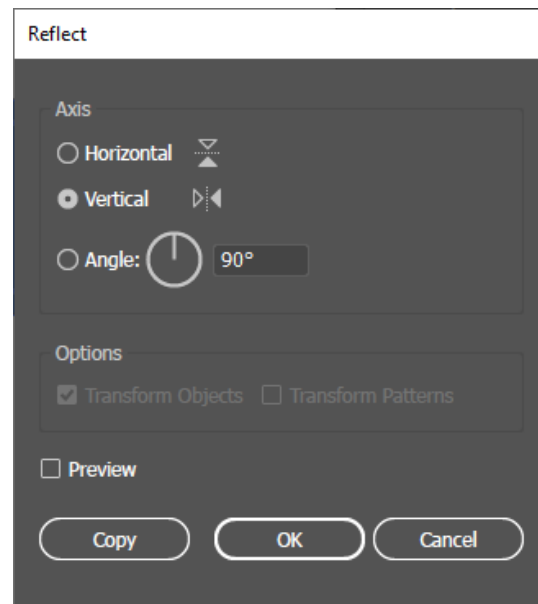 Reflect
Axis
Horizontal
Vertical
Angle: 90°
Options
Transform Objects Transform Patterns
Preview
Copy OK Cancel